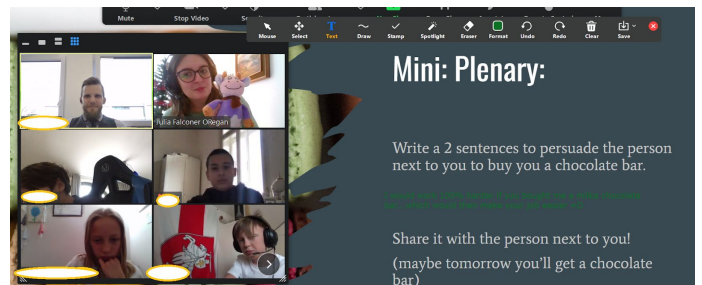 Mute
Stop Video
Mouse
Select
Text
Draw
Stamp
Spotlight
Eraser
Format
Undo
Redo
Clear
Save
Julia Falconer ORegan
Mini: Plenary:
Write a 2 sentences to persuade the person
next to you to buy you a chocolate bar.
Share it with the person next to you!
(maybe tomorrow you'll get a chocolate
bar)